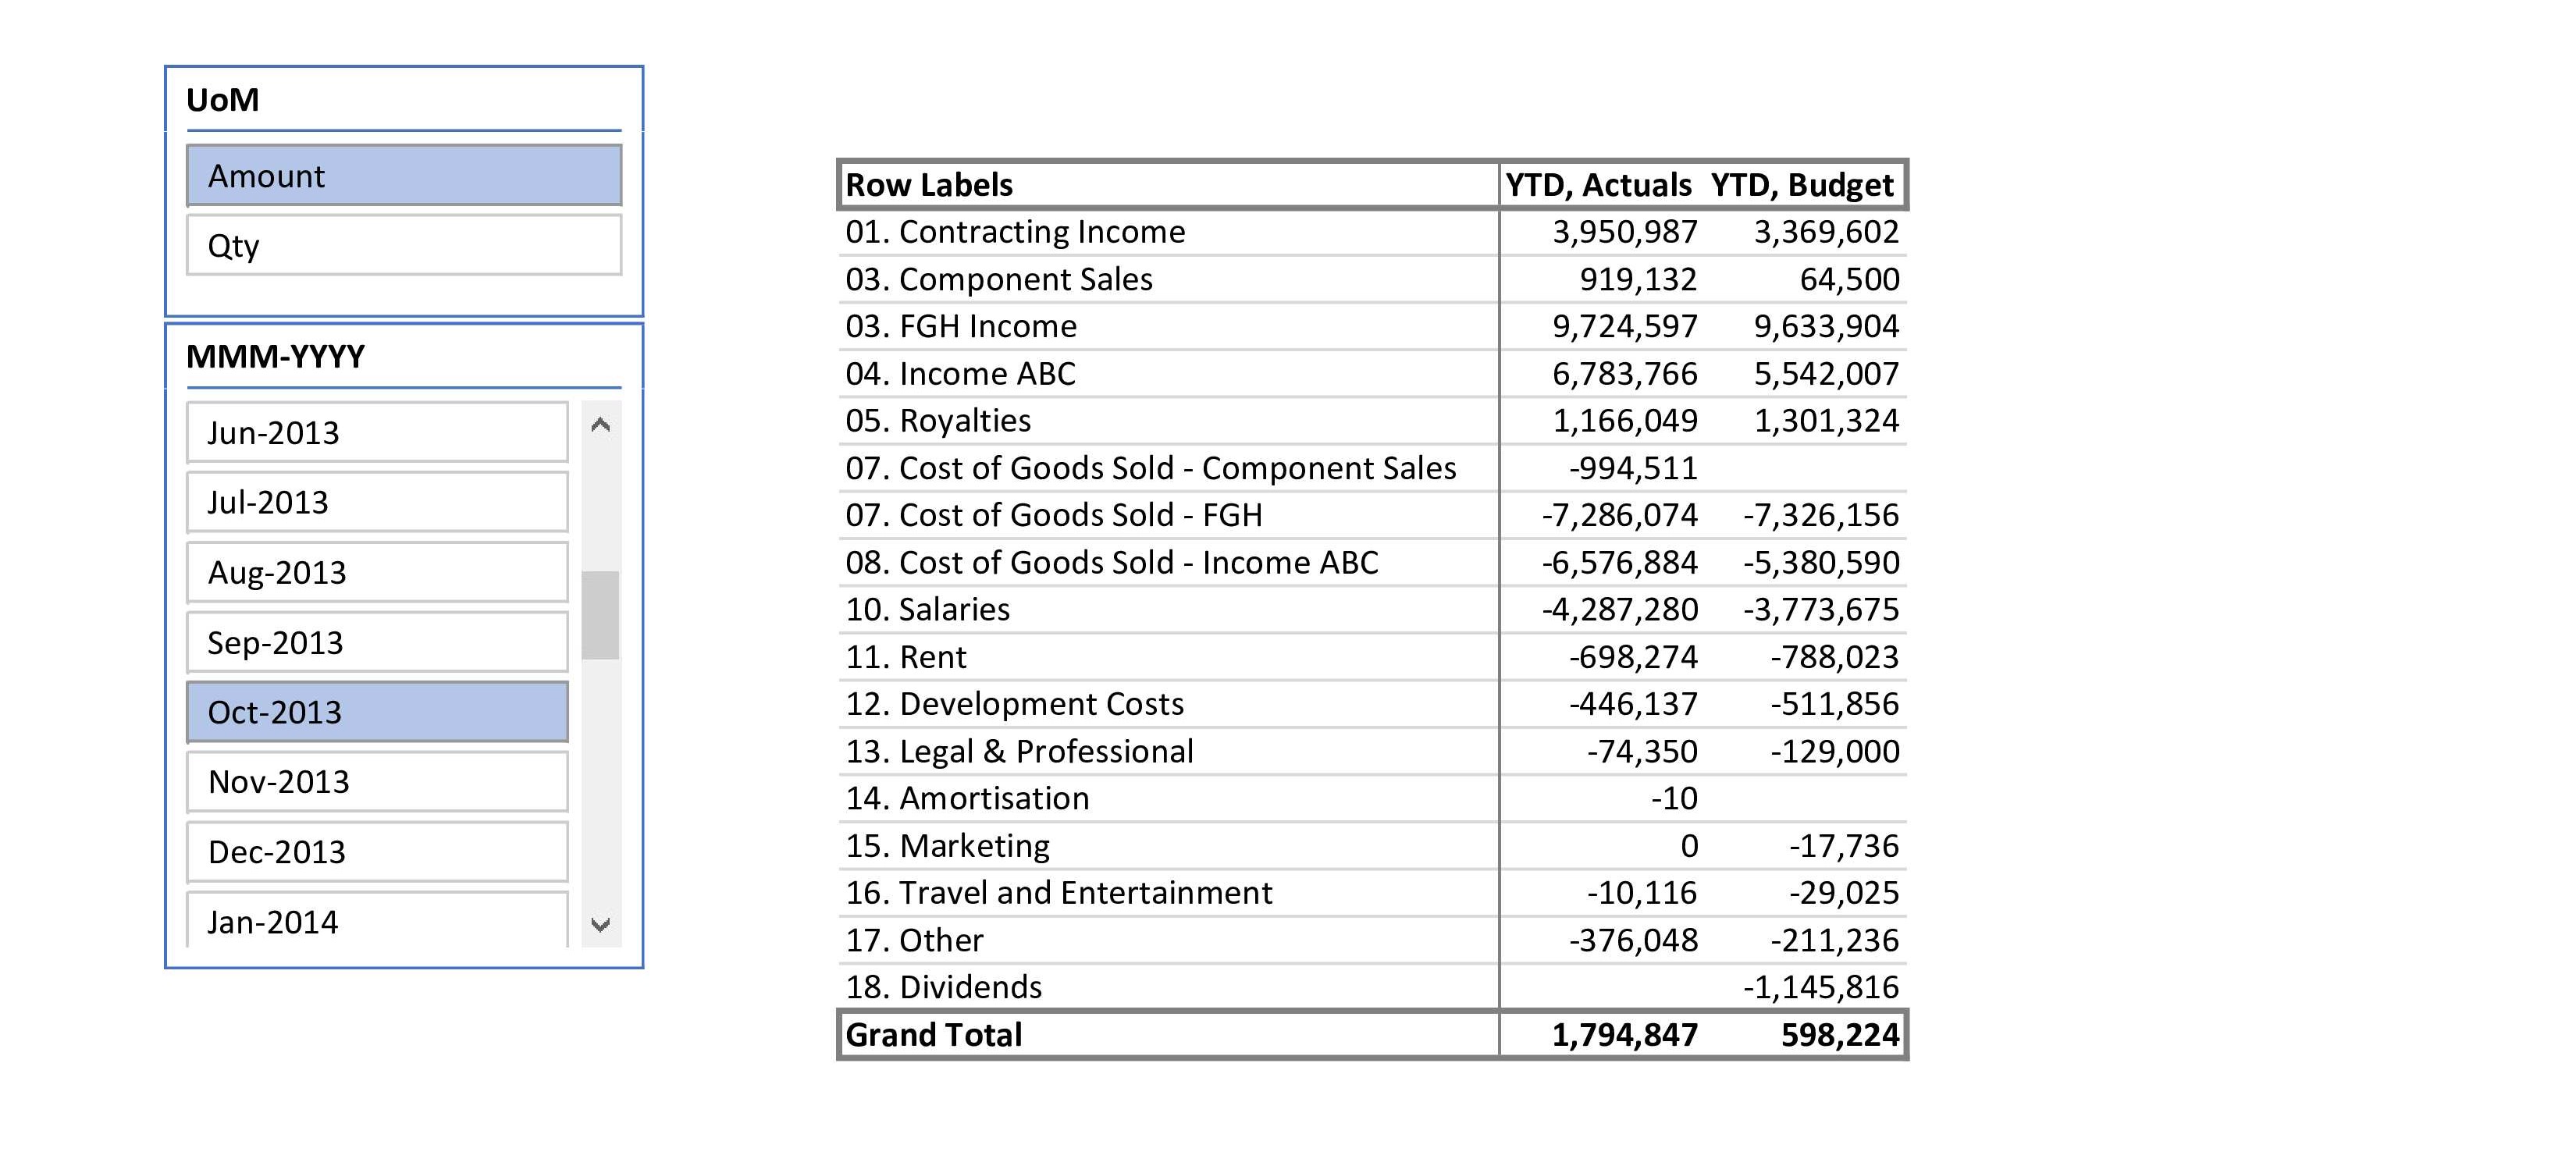 UoM
Amount
Qty
MMM-YYYY
Jun-2013
Jul-2013
Aug-2013
Sep-2013
Oct-2013
Nov-2013
Dec-2013
Jan-2014
Row Labels YTD, Actuals YTD, Budget
01. Contracting Income 3,950,987 3,369,602
03. Component Sales 919,132 64,500
03. FGH Income 9,724,597 9,633,904
04. Income ABC 6,783,766 5,542,007
05. Royalties 1,166,049 1,301,324
07. Cost of Goods Sold - Component Sales -994,511
07. Cost of Goods Sold - FGH -7,286,074 -7,326,156
08. Cost of Goods Sold - Income ABC -6,576,884 -5,380,590
10. Salaries -4,287,280 -3,773,675
11. Rent -698,274 -788,023
12. Development Costs -446,137 -511,856
13. Legal & Professional -74,350 -129,000
14. Amortisation -10
15. Marketing 0 -17,736
16. Travel and Entertainment -10,116 -29,025
17. Other -376,048 -211,236
18. Dividends -1,145,816
Grand Total 1,794,847 598,224